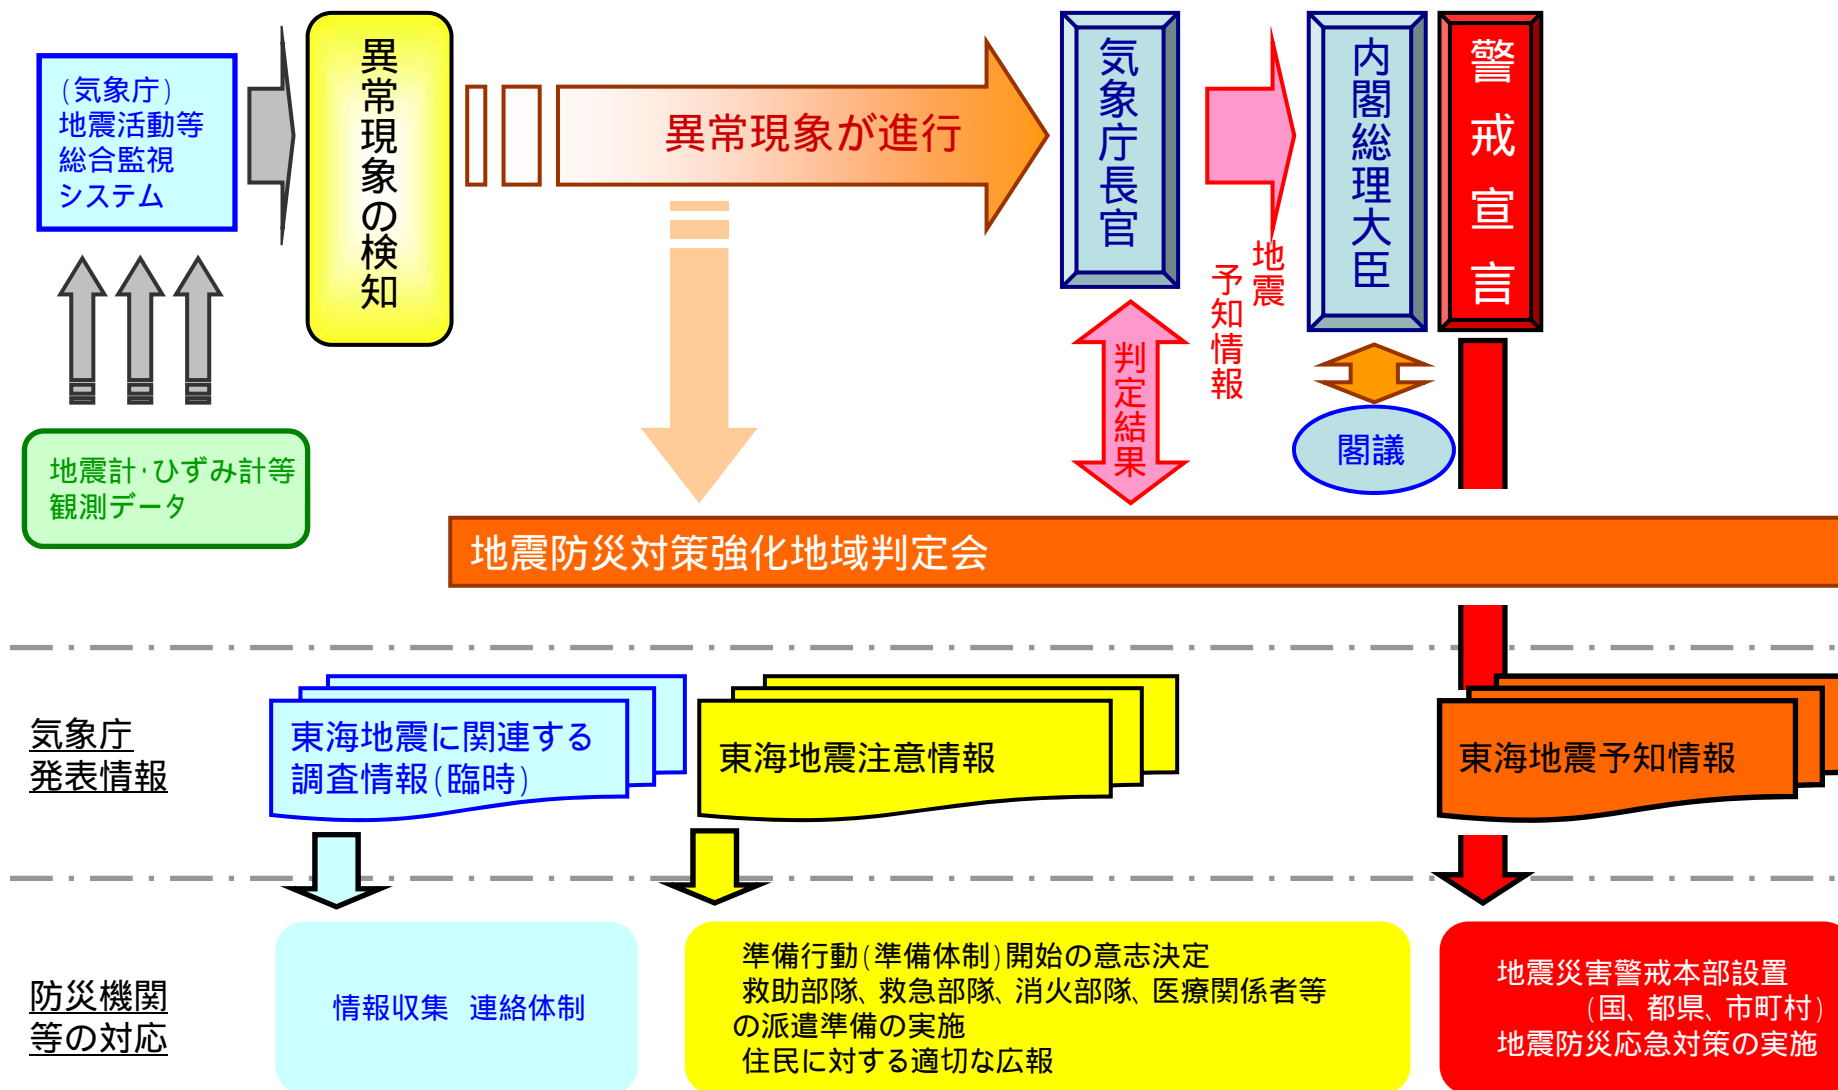 (気象庁)
地震活動等
総合監視
システム
異常現象の検知
異常現象が進行
気象庁長官
地震
予知情報
内閣総理大臣
警戒宣言
判定結果
閣議
地震計・ひずみ計等
観測データ
地震防災対策強化地域判定会
気象庁
発表情報
東海地震に関連する
調査情報(臨時)
東海地震注意情報
東海地震予知情報
防災機関
等の対応
情報収集 連絡体制
準備行動(準備体制)開始の意志決定
救助部隊、救急部隊、消火部隊、医療関係者等
の派遣準備の実施
住民に対する適切な広報
地震災害警戒本部設置
(国、都県、市町村)
地震防災応急対策の実施